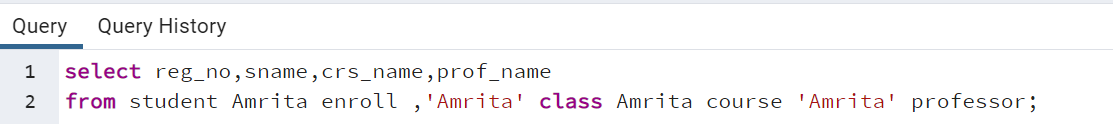 Query Query History
1 select reg_no,sname,crs_name,prof_name
2 from student Amrita enroll ,'Amrita' class Amrita course 'Amrita' professor;